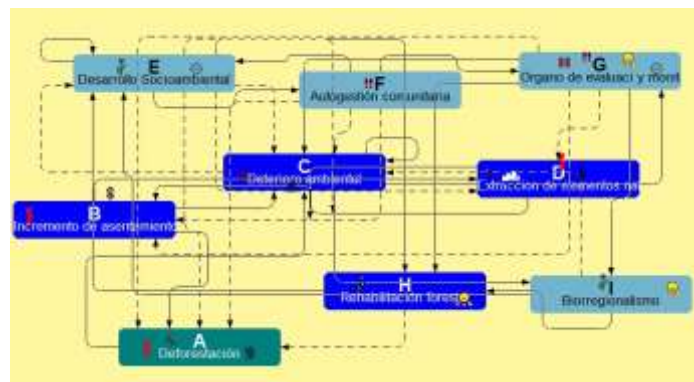 E
Desarrollo Socioambiental
F
Autogestión comunitaria
G
Organo de evaluaci y monit
C
Deterioro ambiental
D
Extracción de elementos na
B
Incremento de asentamiento
H
Rehabilitación fores
I
Biorregionalismo
A
Deforestación